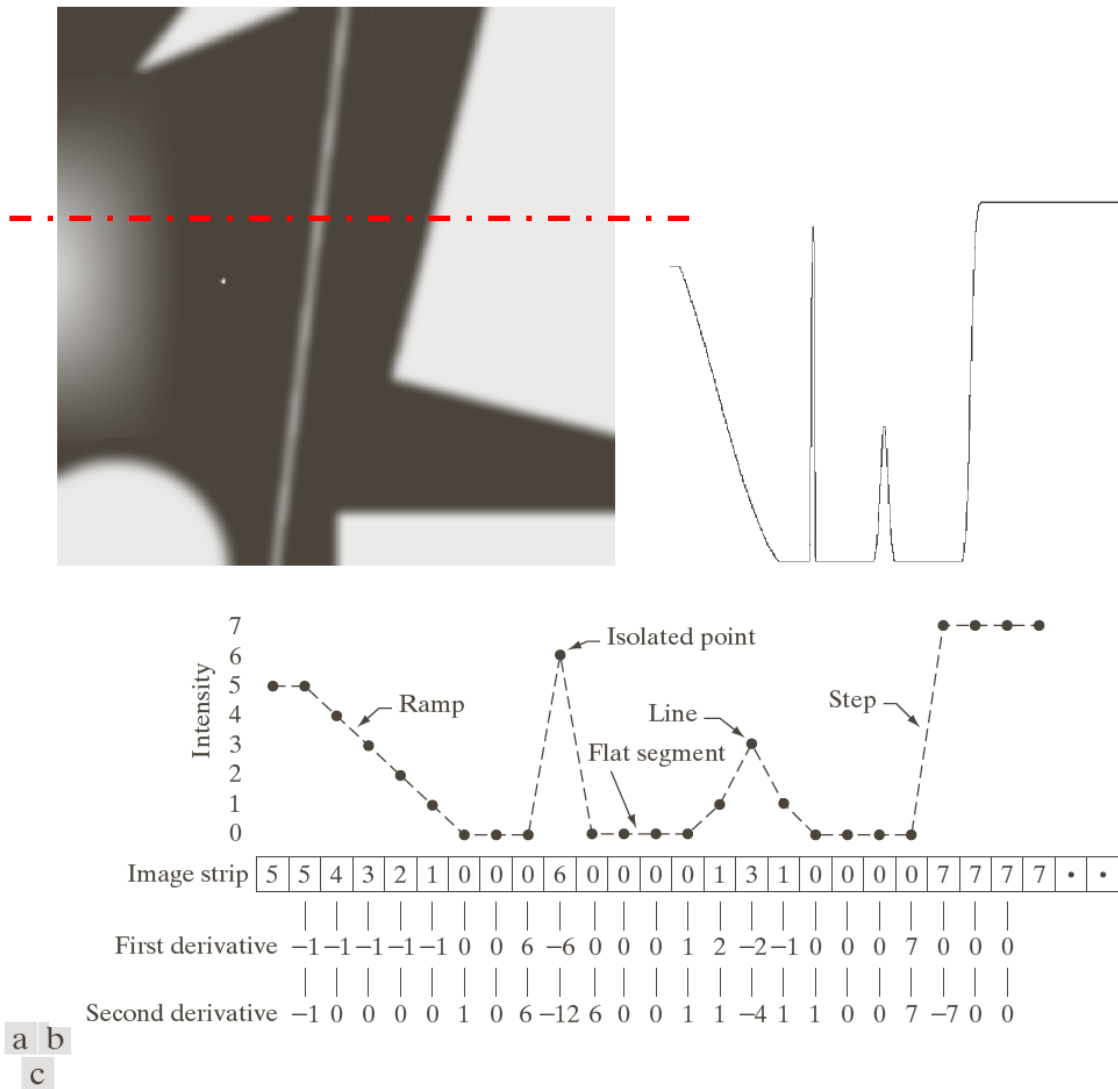 7
Isolated point
6
5
Ramp
Step
4
Line
Intensity
3
Flat segment
2
1
0
Image strip 5 5 4 3 2 1 0 0 0 6 0 0 0 0 1 3 1 0 0 0 0 7 7 7 7 • •
First derivative −1 −1 −1 −1 −1 0 0 6 −6 0 0 0 1 2 −2 −1 0 0 0 7 0 0 0
Second derivative −1 0 0 0 0 1 0 6 −12 6 0 0 1 1 −4 1 1 0 0 7 −7 0 0
a b
c